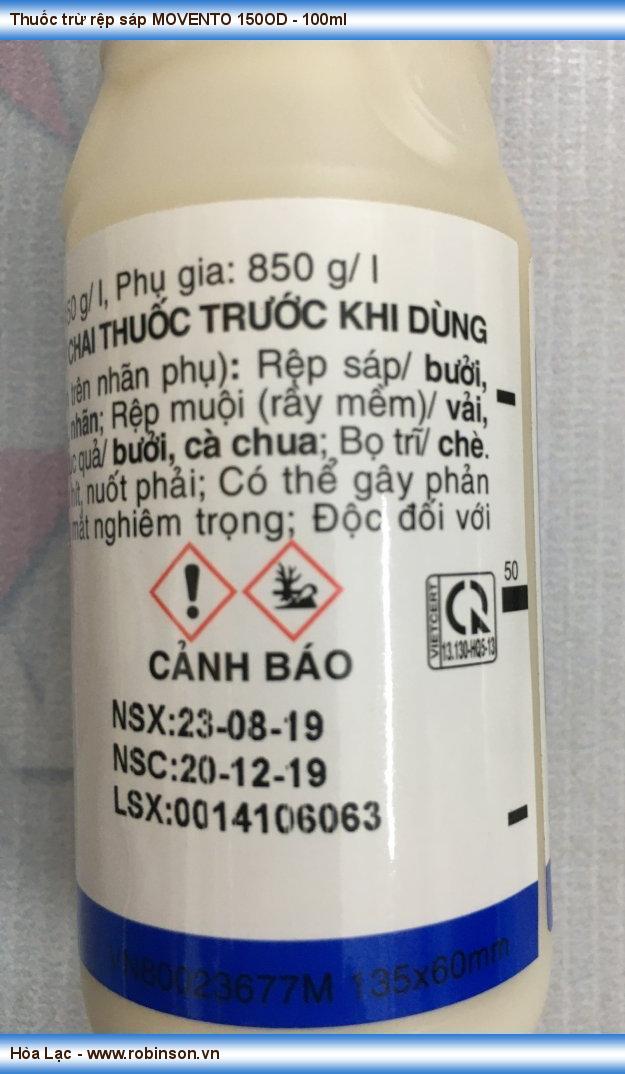 Thuốc trừ rệp sáp MOVENTO 150OD - 100ml
g/ l, Phụ gia: 850 g/ l
CHAI THUỐC TRƯỚC KHI DÙNG
trên nhãn phụ): Rệp sáp/ bưởi,
nhãn; Rệp muội (rầy mềm)/ vải,
quả/ bưởi, cà chua; Bọ trĩ/ chè.
hít, nuốt phải; Có thể gây phản
mắt nghiêm trọng; Độc đối với
50
VIETCERT
13.130-HQ5-13
CẢNH BÁO
NSX:23-08-19
NSC:20-12-19
LSX:0014106063
VN80023677M 135x60mm
Hòa Lạc - www.robinson.vn